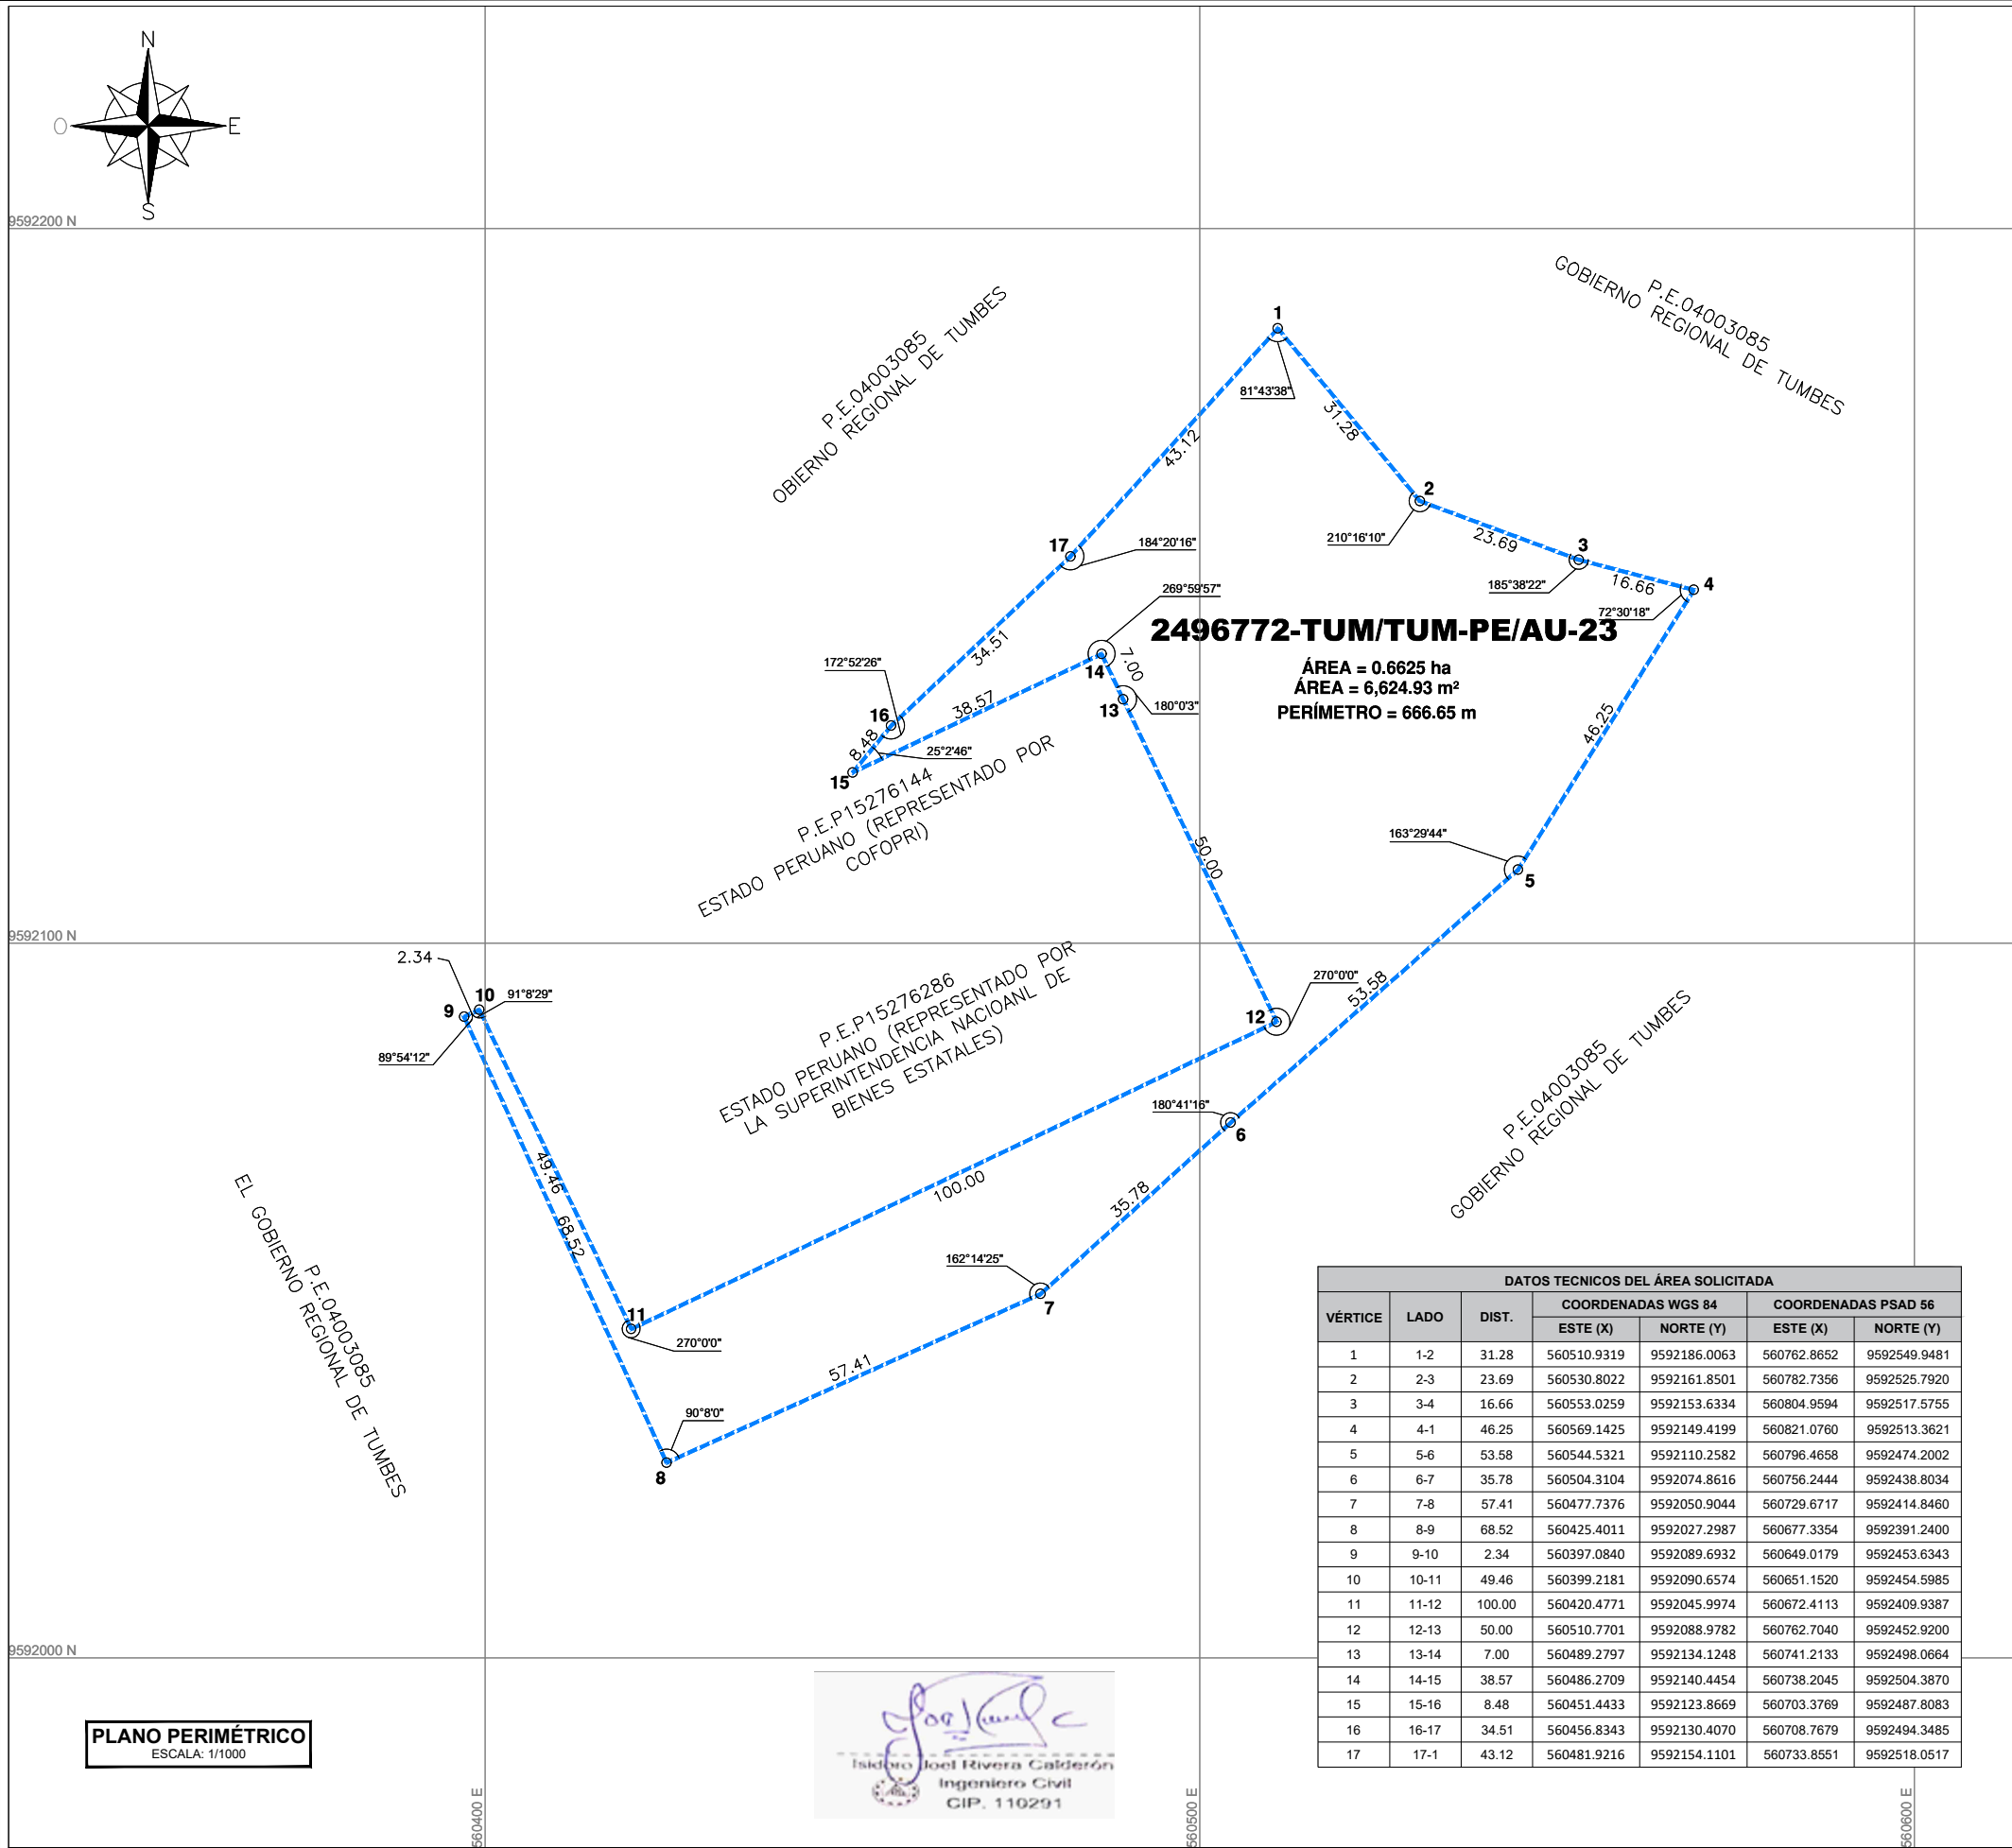 N
O
E
S
9592200 N
P.E.04003085
GOBIERNO REGIONAL DE TUMBES
P.E.04003085
OBIERNO REGIONAL DE TUMBES
1
81°43'38"
31.28
43.12
2
210°16'10"
23.69
3
185°38'22"
16.66
4
72°30'18"
17
184°20'16"
269°59'57"
2496772-TUM/TUM-PE/AU-23
ÁREA = 0.6625 ha
ÁREA = 6,624.93 m²
PERÍMETRO = 666.65 m
34.51
172°52'26"
14
7.00
13
180°0'3"
16
38.57
8.48
25°2'46"
15
46.25
P.E.P15276144
ESTADO PERUANO (REPRESENTADO POR
COFOPRI)
50.00
163°29'44"
5
9592100 N
2.34
9
10
91°8'29"
89°54'12"
P.E.P15276286
ESTADO PERUANO (REPRESENTADO POR
LA SUPERINTENDENCIA NACIOANL DE
BIENES ESTATALES)
12
270°0'0"
53.58
P.E.04003085
GOBIERNO REGIONAL DE TUMBES
180°41'16"
6
49.46
68.52
100.00
35.78
P.E.04003085
EL GOBIERNO REGIONAL DE TUMBES
162°14'25"
7
11
270°0'0"
57.41
90°8'0"
8
DATOS TECNICOS DEL ÁREA SOLICITADA
VÉRTICE LADO DIST. COORDENADAS WGS 84 COORDENADAS PSAD 56
ESTE (X) NORTE (Y) ESTE (X) NORTE (Y)
1 1-2 31.28 560510.9319 9592186.0063 560762.8652 9592549.9481
2 2-3 23.69 560530.8022 9592161.8501 560782.7356 9592525.7920
3 3-4 16.66 560553.0259 9592153.6334 560804.9594 9592517.5755
4 4-1 46.25 560569.1425 9592149.4199 560821.0760 9592513.3621
5 5-6 53.58 560544.5321 9592110.2582 560796.4658 9592474.2002
6 6-7 35.78 560504.3104 9592074.8616 560756.2444 9592438.8034
7 7-8 57.41 560477.7376 9592050.9044 560729.6717 9592414.8460
8 8-9 68.52 560425.4011 9592027.2987 560677.3354 9592391.2400
9 9-10 2.34 560397.0840 9592089.6932 560649.0179 9592453.6343
10 10-11 49.46 560399.2181 9592090.6574 560651.1520 9592454.5985
11 11-12 100.00 560420.4771 9592045.9974 560672.4113 9592409.9387
12 12-13 50.00 560510.7701 9592088.9782 560762.7040 9592452.9200
13 13-14 7.00 560489.2797 9592134.1248 560741.2133 9592498.0664
14 14-15 38.57 560486.2709 9592140.4454 560738.2045 9592504.3870
15 15-16 8.48 560451.4433 9592123.8669 560703.3769 9592487.8083
16 16-17 34.51 560456.8343 9592130.4070 560708.7679 9592494.3485
17 17-1 43.12 560481.9216 9592154.1101 560733.8551 9592518.0517
9592000 N
PLANO PERIMÉTRICO
ESCALA: 1/1000
Isidoro Joel Rivera Calderón
Ingeniero Civil
CIP. 110291
560400 E
560500 E
560600 E